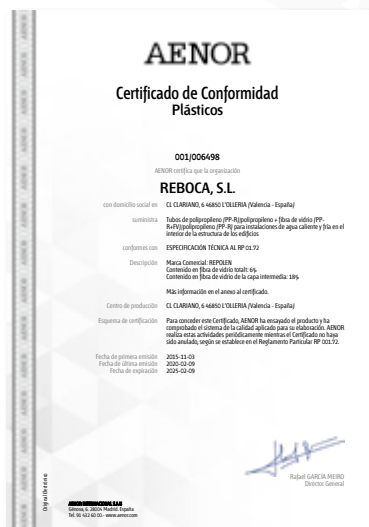 AENOR
Certificado de Conformidad
Plásticos
001/006498
AENOR certifica que la organización
REBOCA, S.L.
con domicilio social en CL CLARIANO, 6 46850 L'OLLERIA (Valencia - España)
suministra Tubos de polipropileno (PP-R)/polipropileno + fibra de vidrio (PP-
R+FV)/polipropileno (PP-R) para instalaciones de agua caliente y fría en el
interior de la estructura de los edificios
conformes con ESPECIFICACIÓN TÉCNICA AL RP 01.72
Descripción Marca Comercial: REPOLEN
Contenido en fibra de vidrio total: 6%
Contenido en fibra de vidrio de la capa intermedia: 18%
Más información en el anexo al certificado.
Centro de producción CL CLARIANO, 6 46850 L'OLLERIA (Valencia - España)
Esquema de certificación Para conceder este Certificado, AENOR ha ensayado el producto y ha
comprobado el sistema de la calidad aplicado para su elaboración. AENOR
realiza estas actividades periódicamente mientras el Certificado no haya
sido anulado, según se establece en el Reglamento Particular RP 001.72.
Fecha de primera emisión 2015-11-03
Fecha de última emisión 2020-02-09
Fecha de expiración 2025-02-09
Rafael GARCÍA MEIRO
Director General
Original Electrónico
AENOR INTERNACIONAL S.A.U.
Génova, 6. 28004 Madrid. España
Tel. 91 432 60 00.- www.aenor.com